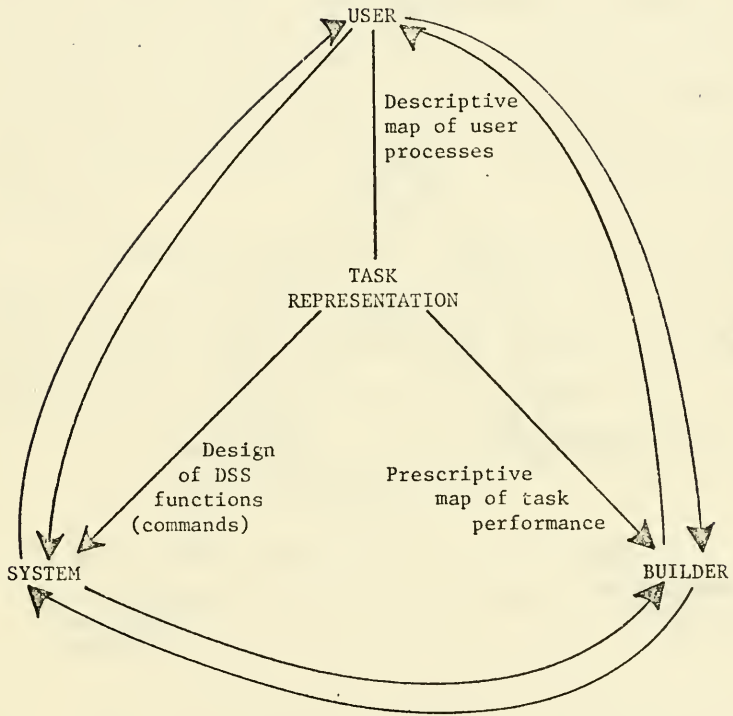 USER
Descriptive
map of user
processes
TASK
REPRESENTATION
Design
of DSS
functions
(commands)
Prescriptive
map of task
performance
SYSTEM
BUILDER